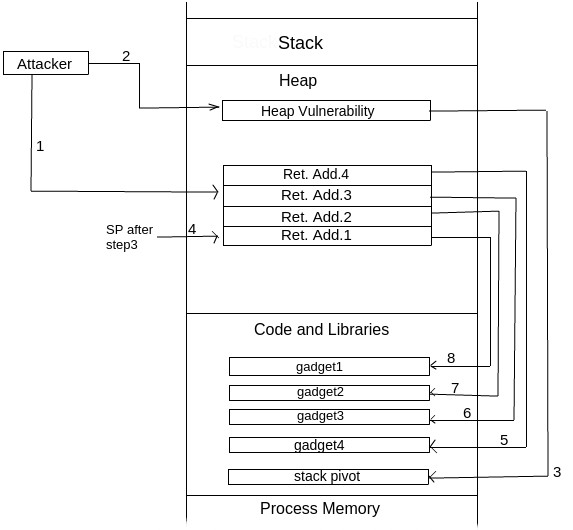 Stack
Attacker
2
Heap
Heap Vulnerability
1
Ret. Add.4
Ret. Add.3
Ret. Add.2
Ret. Add.1
SP after
step3
4
Code and Libraries
gadget1
8
gadget2
7
gadget3
6
gadget4
5
stack pivot
3
Process Memory